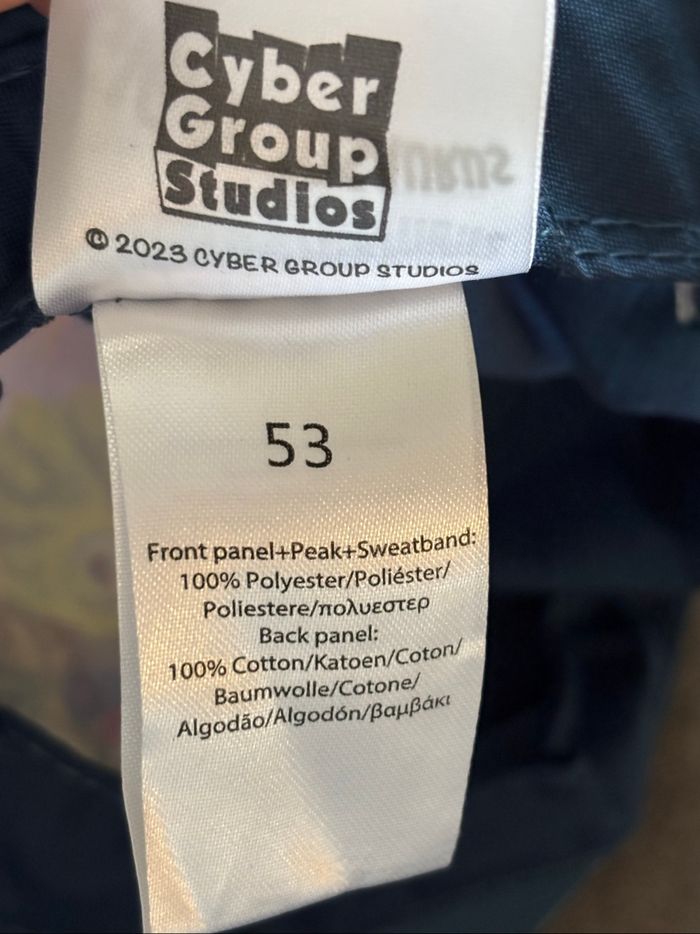 Cyber
Group
Studios
© 2023 CYBER GROUP STUDIOS
53
Front panel+Peak+Sweatband:
100% Polyester/Poliéster/
Poliestere/πολυεστερ
Back panel:
100% Cotton/Katoen/Coton/
Baumwolle/Cotone/
Algodão/Algodón/βαμβάκι